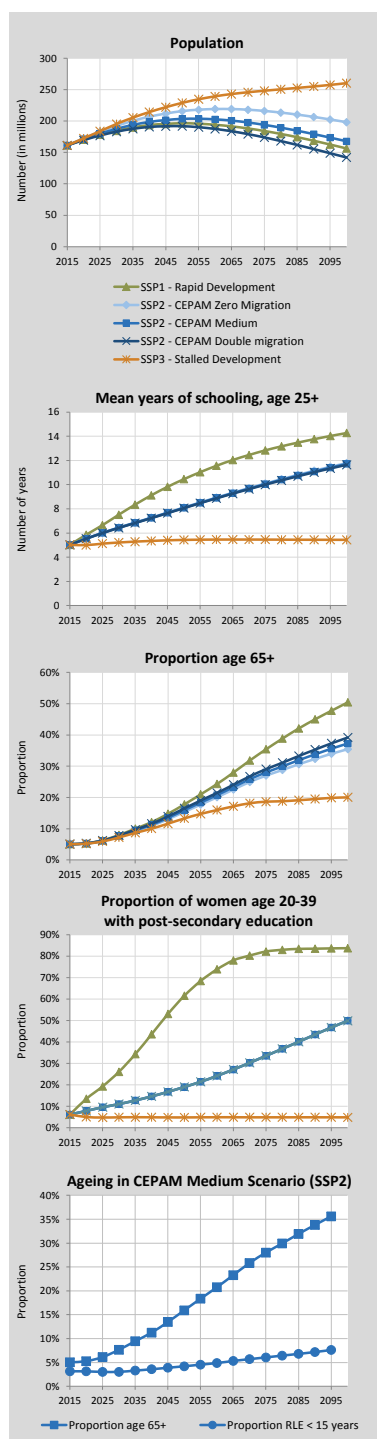 Population
Number (in millions)
300
250
200
150
100
50
0
2015 2025 2035 2045 2055 2065 2075 2085 2095
SSP1 - Rapid Development
SSP2 - CEPAM Zero Migration
SSP2 - CEPAM Medium
SSP2 - CEPAM Double migration
SSP3 - Stalled Development
Mean years of schooling, age 25+
Number of years
16
14
12
10
8
6
4
2
0
2015 2025 2035 2045 2055 2065 2075 2085 2095
Proportion age 65+
Proportion
60%
50%
40%
30%
20%
10%
0%
2015 2025 2035 2045 2055 2065 2075 2085 2095
Proportion of women age 20-39
with post-secondary education
Proportion
90%
80%
70%
60%
50%
40%
30%
20%
10%
0%
2015 2025 2035 2045 2055 2065 2075 2085 2095
Ageing in CEPAM Medium Scenario (SSP2)
Proportion
40%
35%
30%
25%
20%
15%
10%
5%
0%
2015 2025 2035 2045 2055 2065 2075 2085 2095
Proportion age 65+ Proportion RLE < 15 years